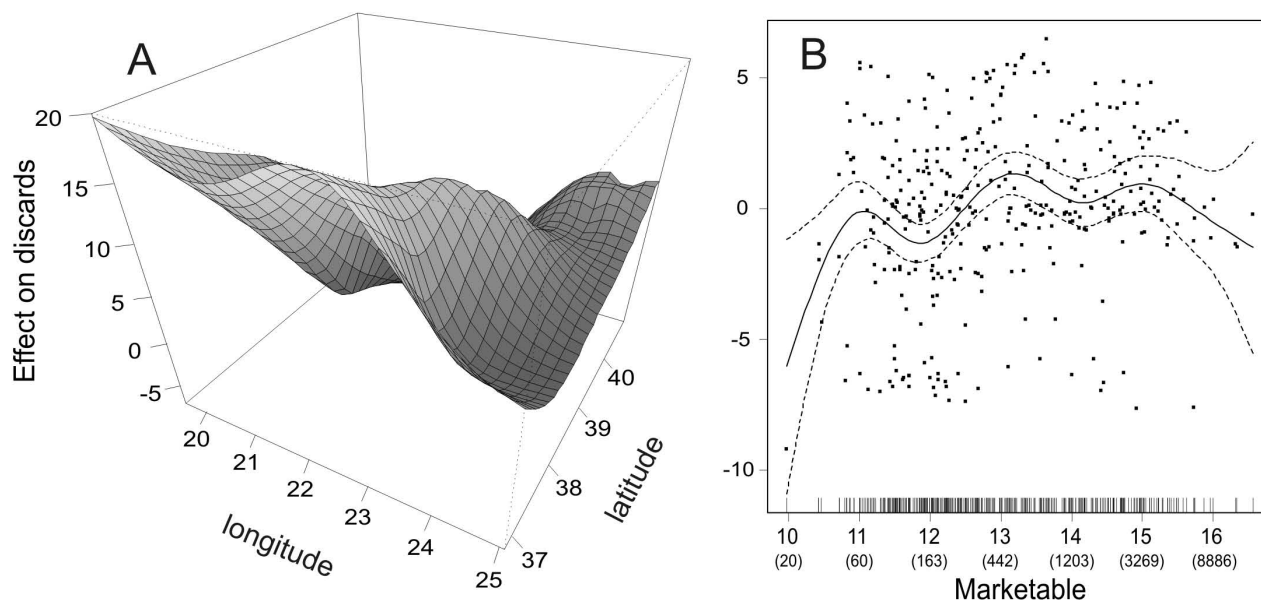 A
20
15
10
5
0
-5
Effect on discards
20
21
22
23
24
25
longitude
37
38
39
40
latitude
B
5
0
-5
-10
10 11 12 13 14 15 16
(20) (60) (163) (442) (1203) (3269) (8886)
Marketable